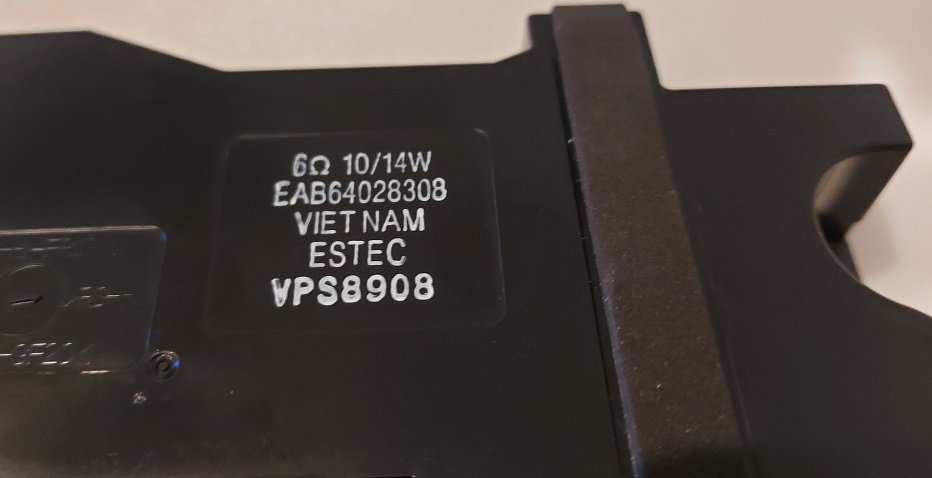 6Ω 10/14W
EAB64028308
VIET NAM
ESTEC
VPS8908